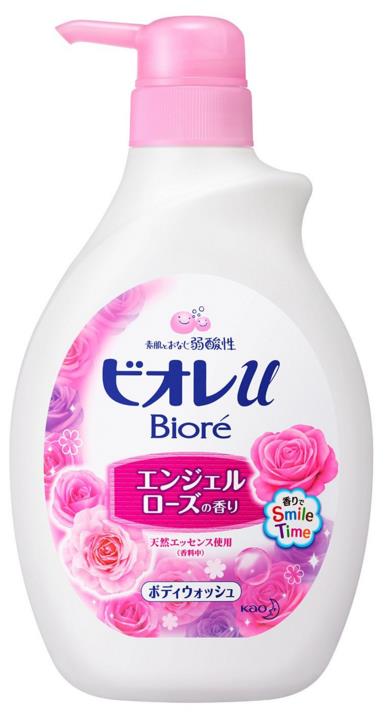 素肌とおなじ弱酸性
ビオレu
Bioré
エンジェル
ローズの香り
香りで
Smile
Time
天然エッセンス使用
(香料中)
ボディウォッシュ
Kao